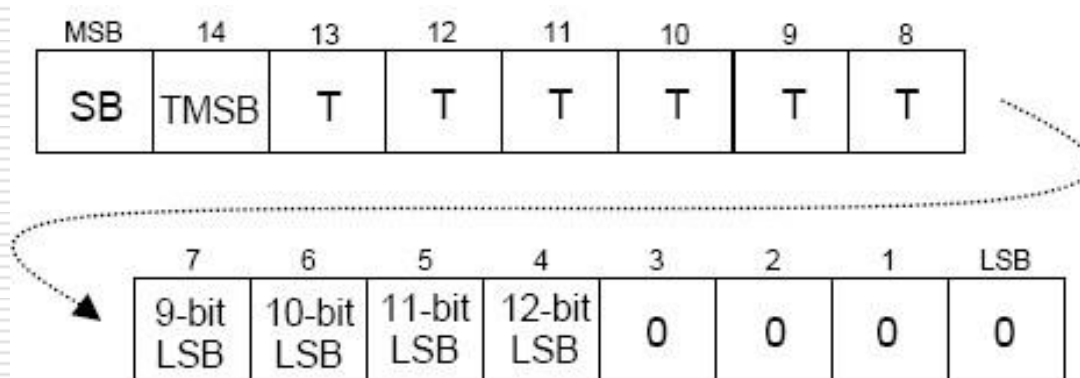 MSB 14 13 12 11 10 9 8
SB TMSB T T T T T T
7 6 5 4 3 2 1 LSB
9-bit 10-bit 11-bit 12-bit 0 0 0 0
LSB LSB LSB LSB